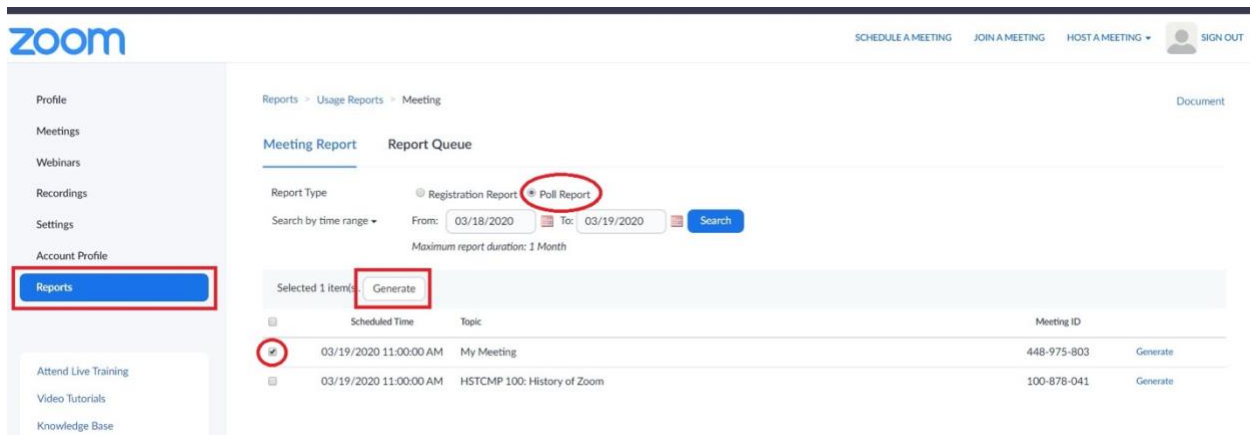 zoom
SCHEDULE A MEETING JOIN A MEETING HOST A MEETING SIGN OUT
Profile
Meetings
Webinars
Recordings
Settings
Account Profile
Reports
Attend Live Training
Video Tutorials
Knowledge Base
Reports > Usage Reports > Meeting
Document
Meeting Report Report Queue
Report Type Registration Report Poll Report
Search by time range From: 03/18/2020 To: 03/19/2020 Search
Maximum report duration: 1 Month
Selected 1 item(s). Generate
Scheduled Time Topic Meeting ID
03/19/2020 11:00:00 AM My Meeting 448-975-803 Generate
03/19/2020 11:00:00 AM HSTCMP 100: History of Zoom 100-878-041 Generate